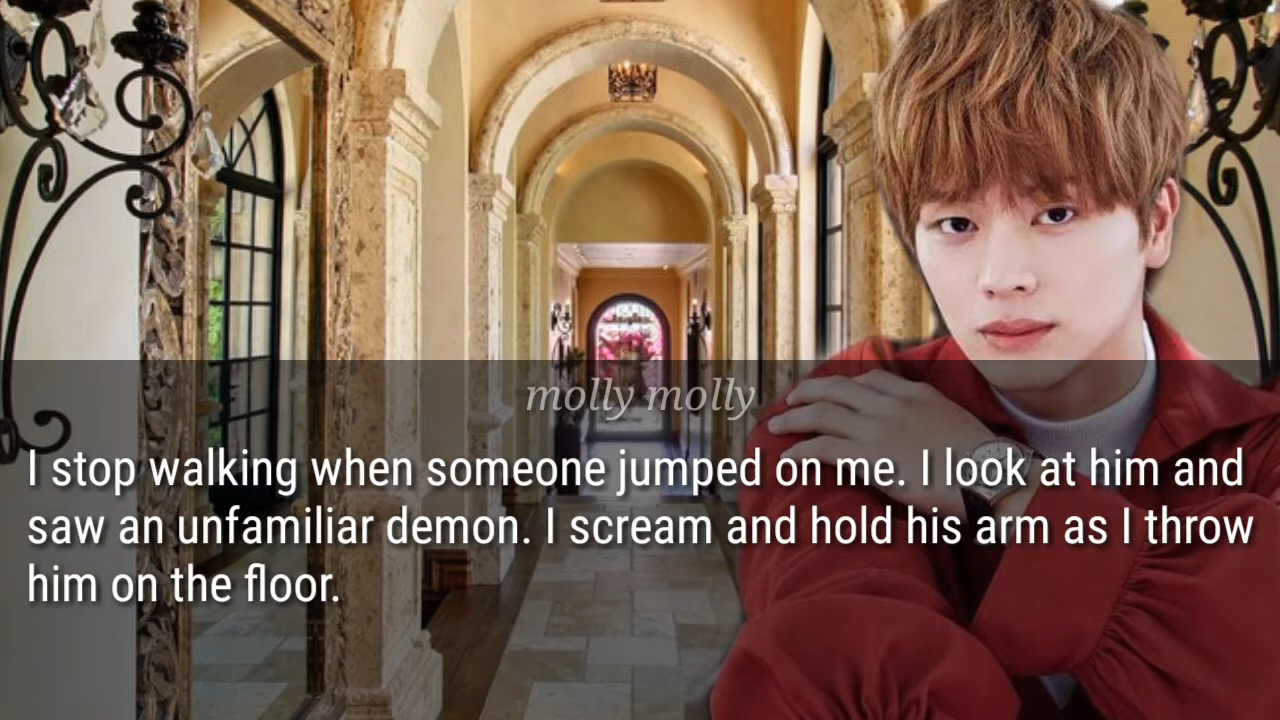 molly molly
I stop walking when someone jumped on me. I look at him and
saw an unfamiliar demon. I scream and hold his arm as I throw
him on the floor.